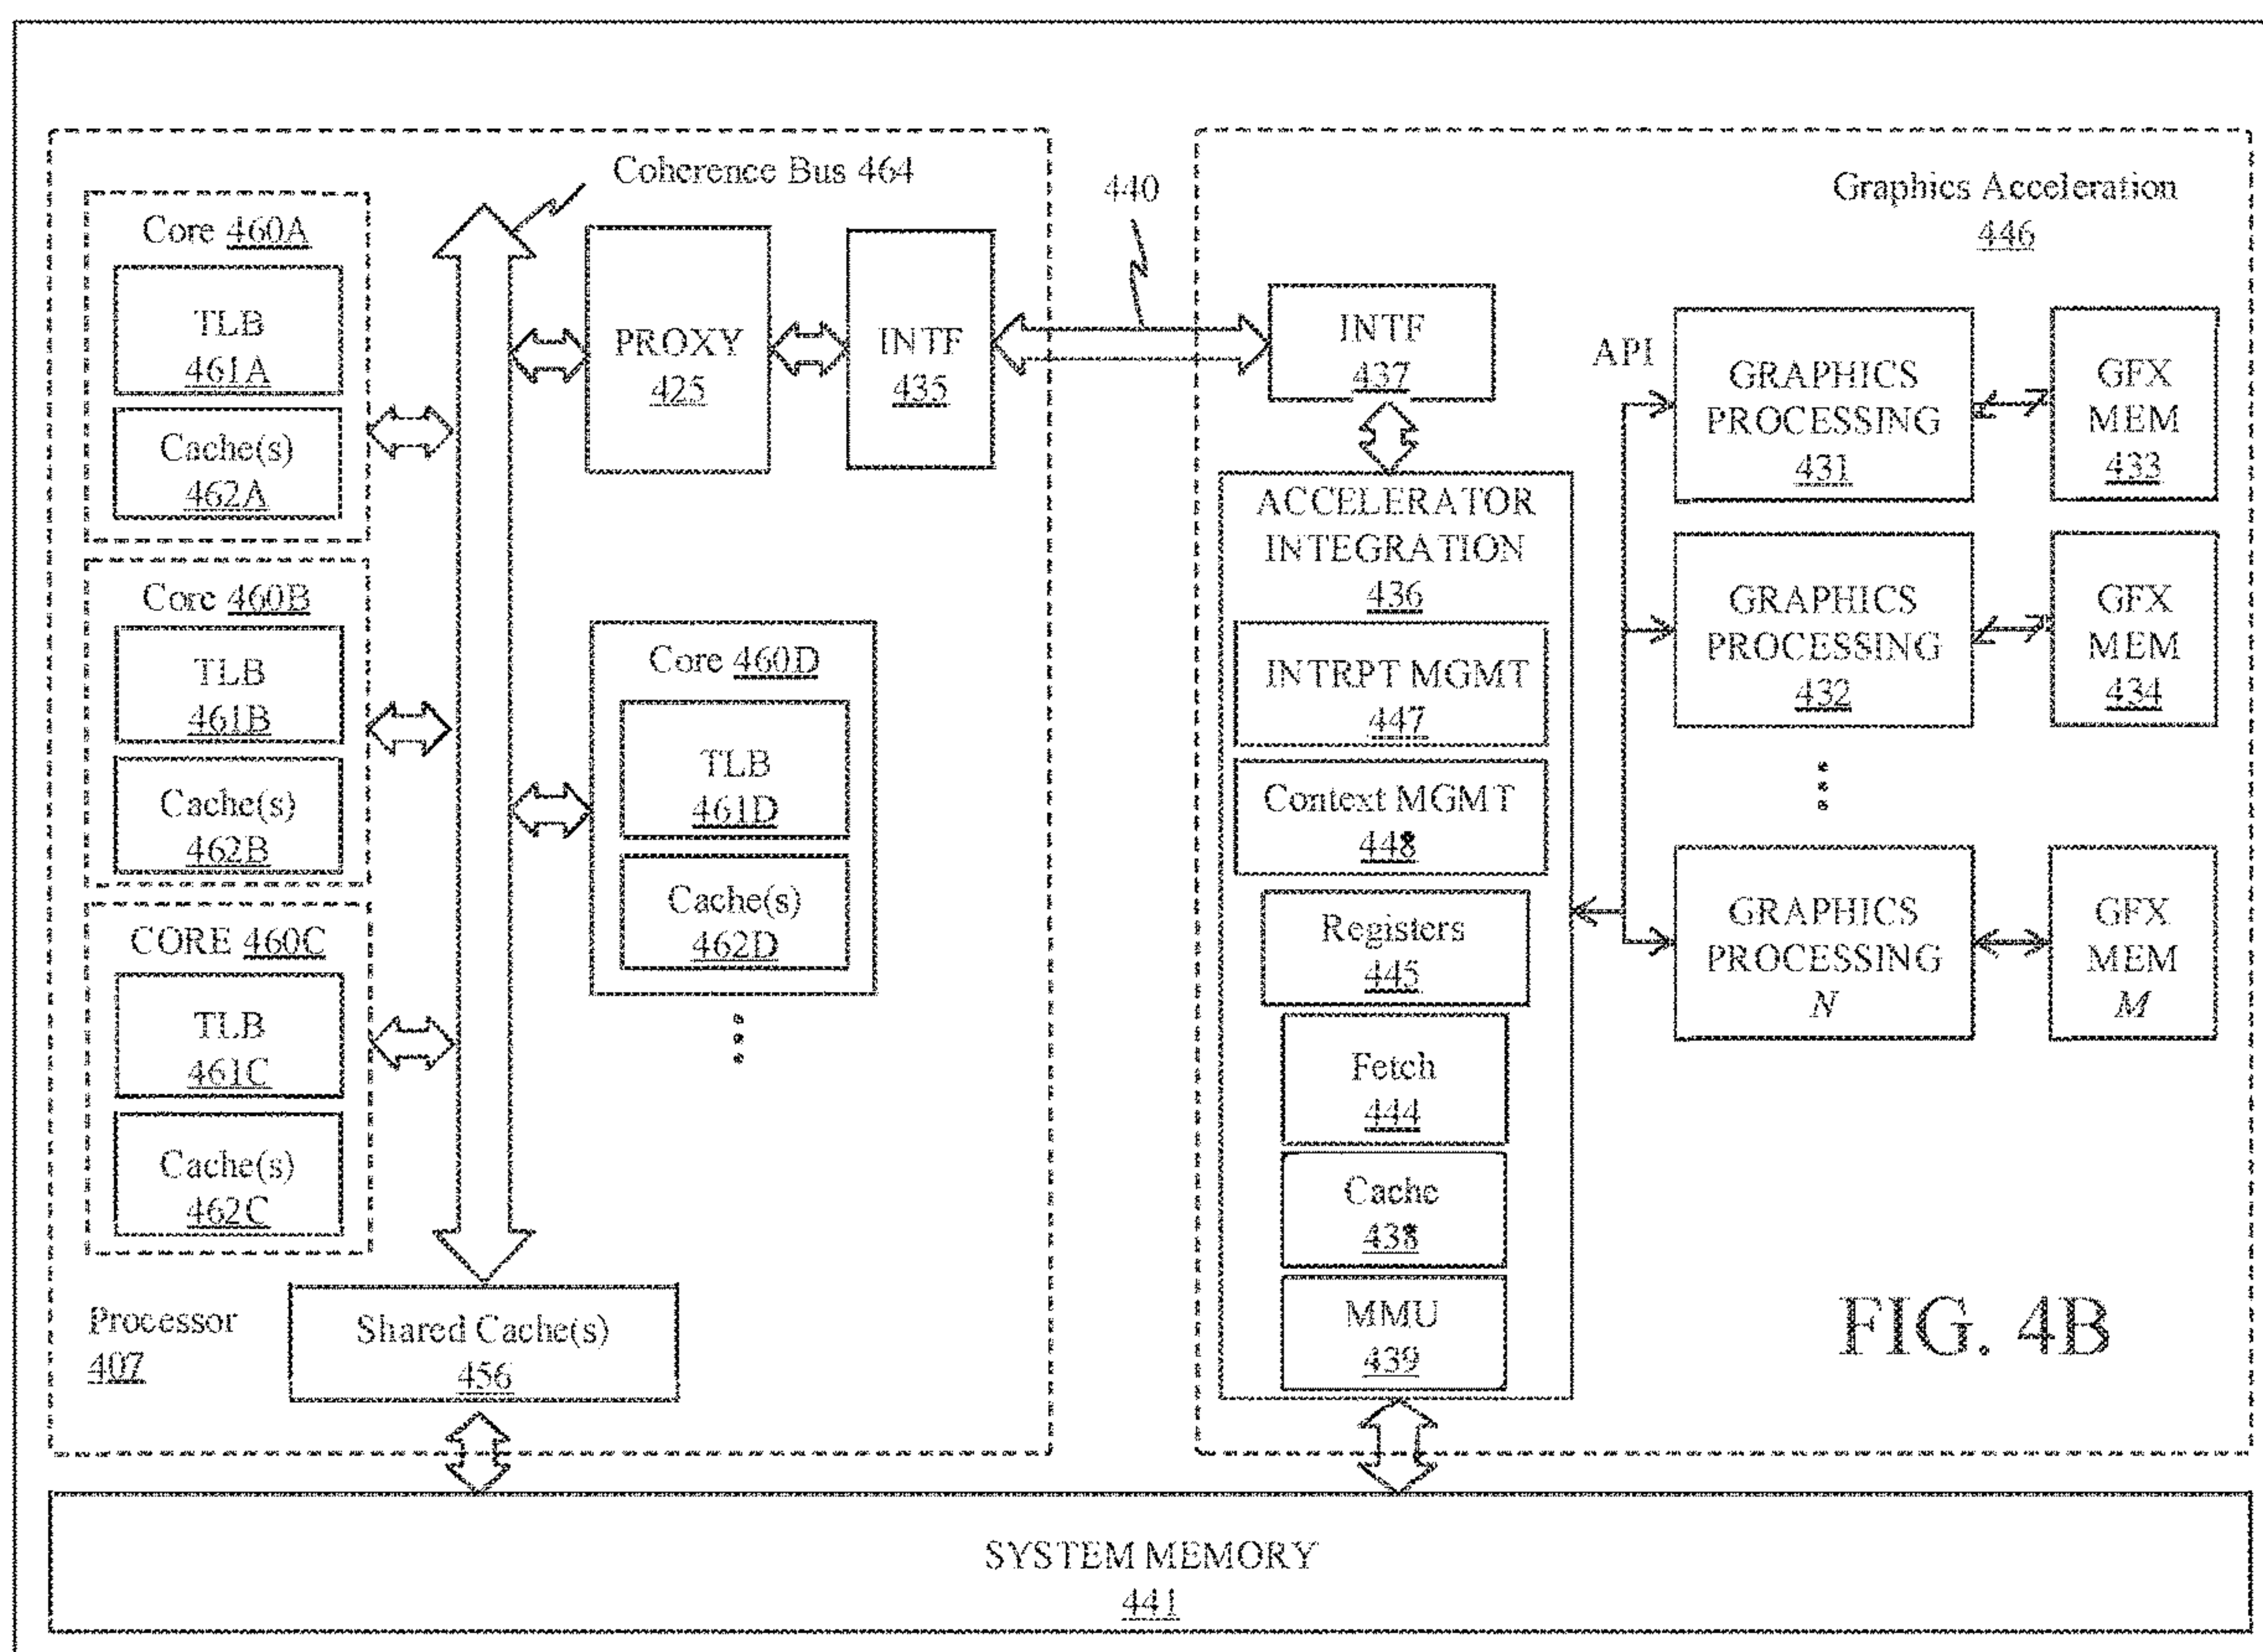 Coherence Bus 464
Core 460A
TLB
461A
Cache(s)
462A
Core 460B
TLB
461B
Cache(s)
462B
CORE 460C
TLB
461C
Cache(s)
462C
PROXY
425
INTF
435
Core 460D
TLB
461D
Cache(s)
462D
Processor
407
Shared Cache(s)
456
440
Graphics Acceleration
446
INTF
437
ACCELERATOR
INTEGRATION
436
INTRPT MGMT
447
Context MGMT
448
Registers
445
Fetch
444
Cache
438
MMU
439
API
GRAPHICS
PROCESSING
431
GFX
MEM
433
GRAPHICS
PROCESSING
432
GFX
MEM
434
GRAPHICS
PROCESSING
N
GFX
MEM
M
FIG. 4B
SYSTEM MEMORY
441